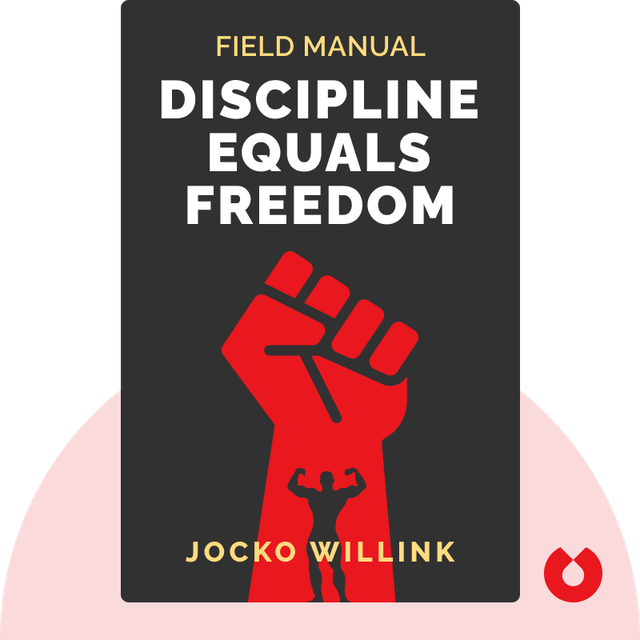 FIELD MANUAL
DISCIPLINE
EQUALS
FREEDOM
JOCKO WILLINK